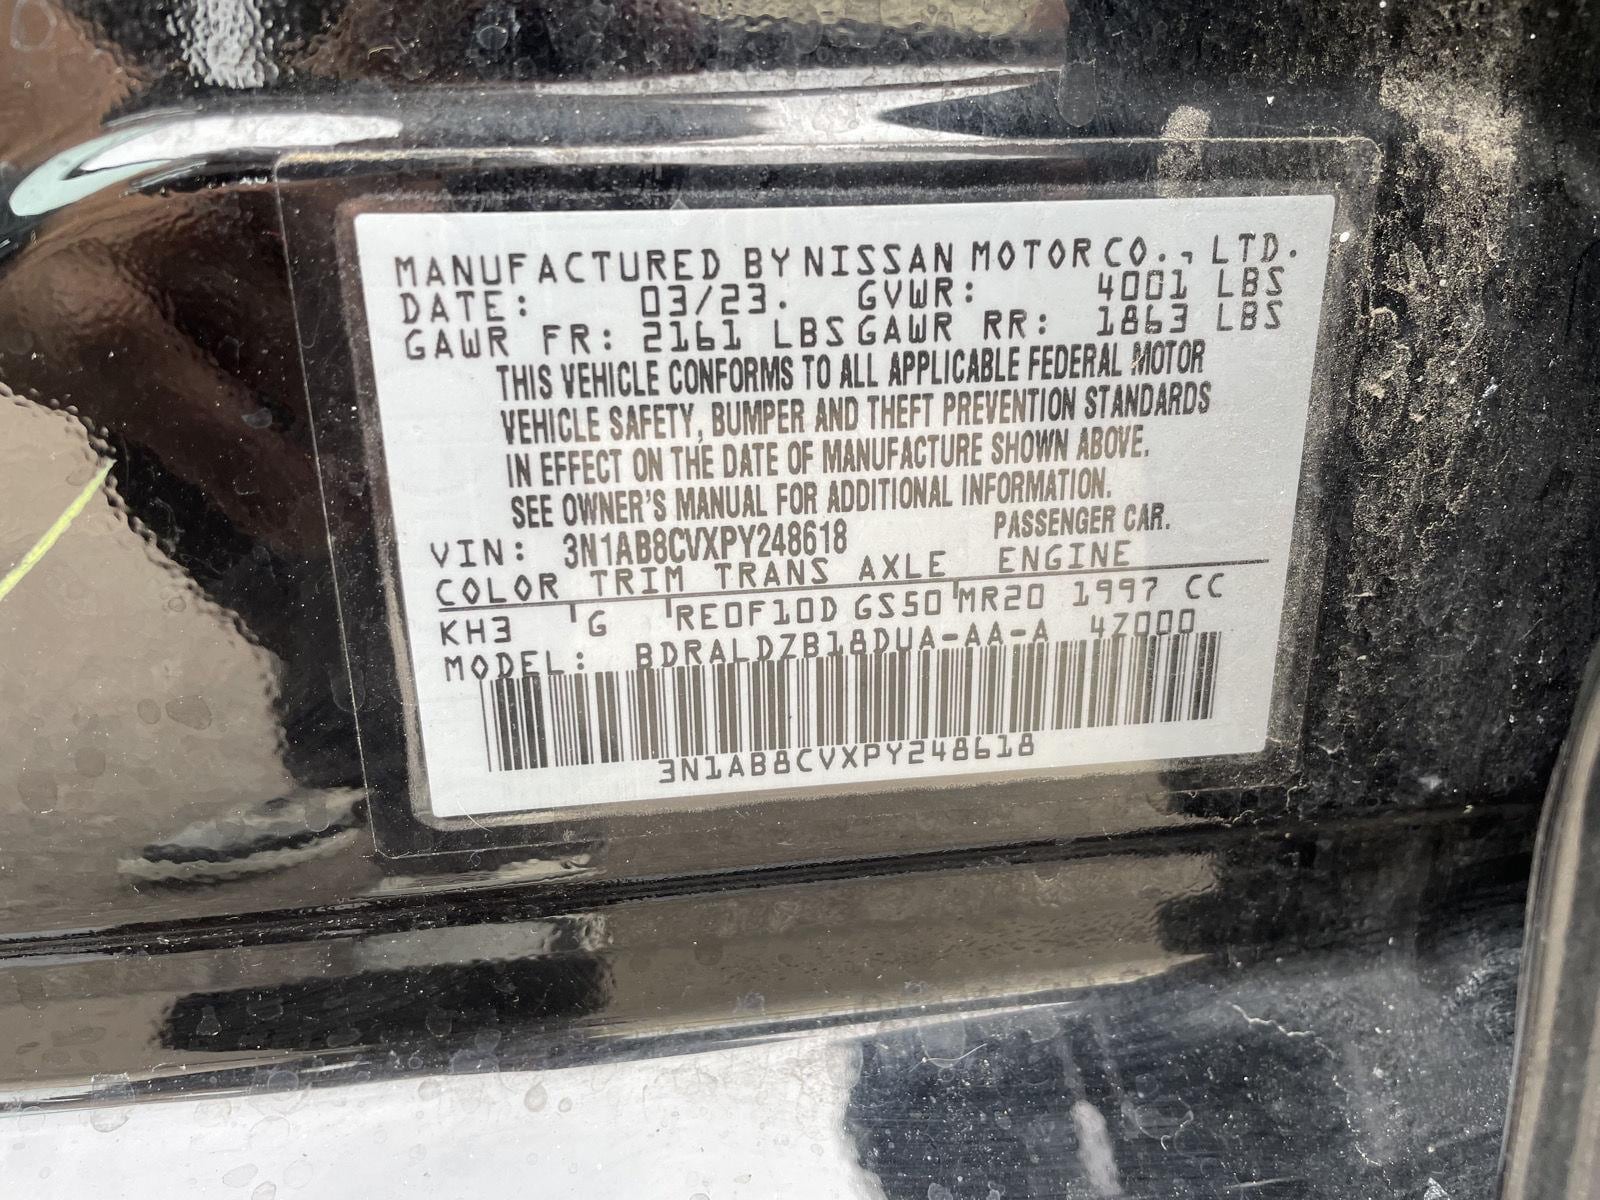 MANUFACTURED BY NISSAN MOTOR CO., LTD.
DATE: 03/23. GVWR: 4001 LBS
GAWR FR: 2161 LBS GAWR RR: 1863 LBS
THIS VEHICLE CONFORMS TO ALL APPLICABLE FEDERAL MOTOR
VEHICLE SAFETY, BUMPER AND THEFT PREVENTION STANDARDS
IN EFFECT ON THE DATE OF MANUFACTURE SHOWN ABOVE.
SEE OWNER'S MANUAL FOR ADDITIONAL INFORMATION.
VIN: 3N1AB8CVXPY248618 PASSENGER CAR.
COLOR TRIM TRANS AXLE ENGINE
KH3 G RE0F10D GS50 MR20 1997 CC
MODEL: BDRALDZB18DUA-AA-A 4Z000
3N1AB8CVXPY248618